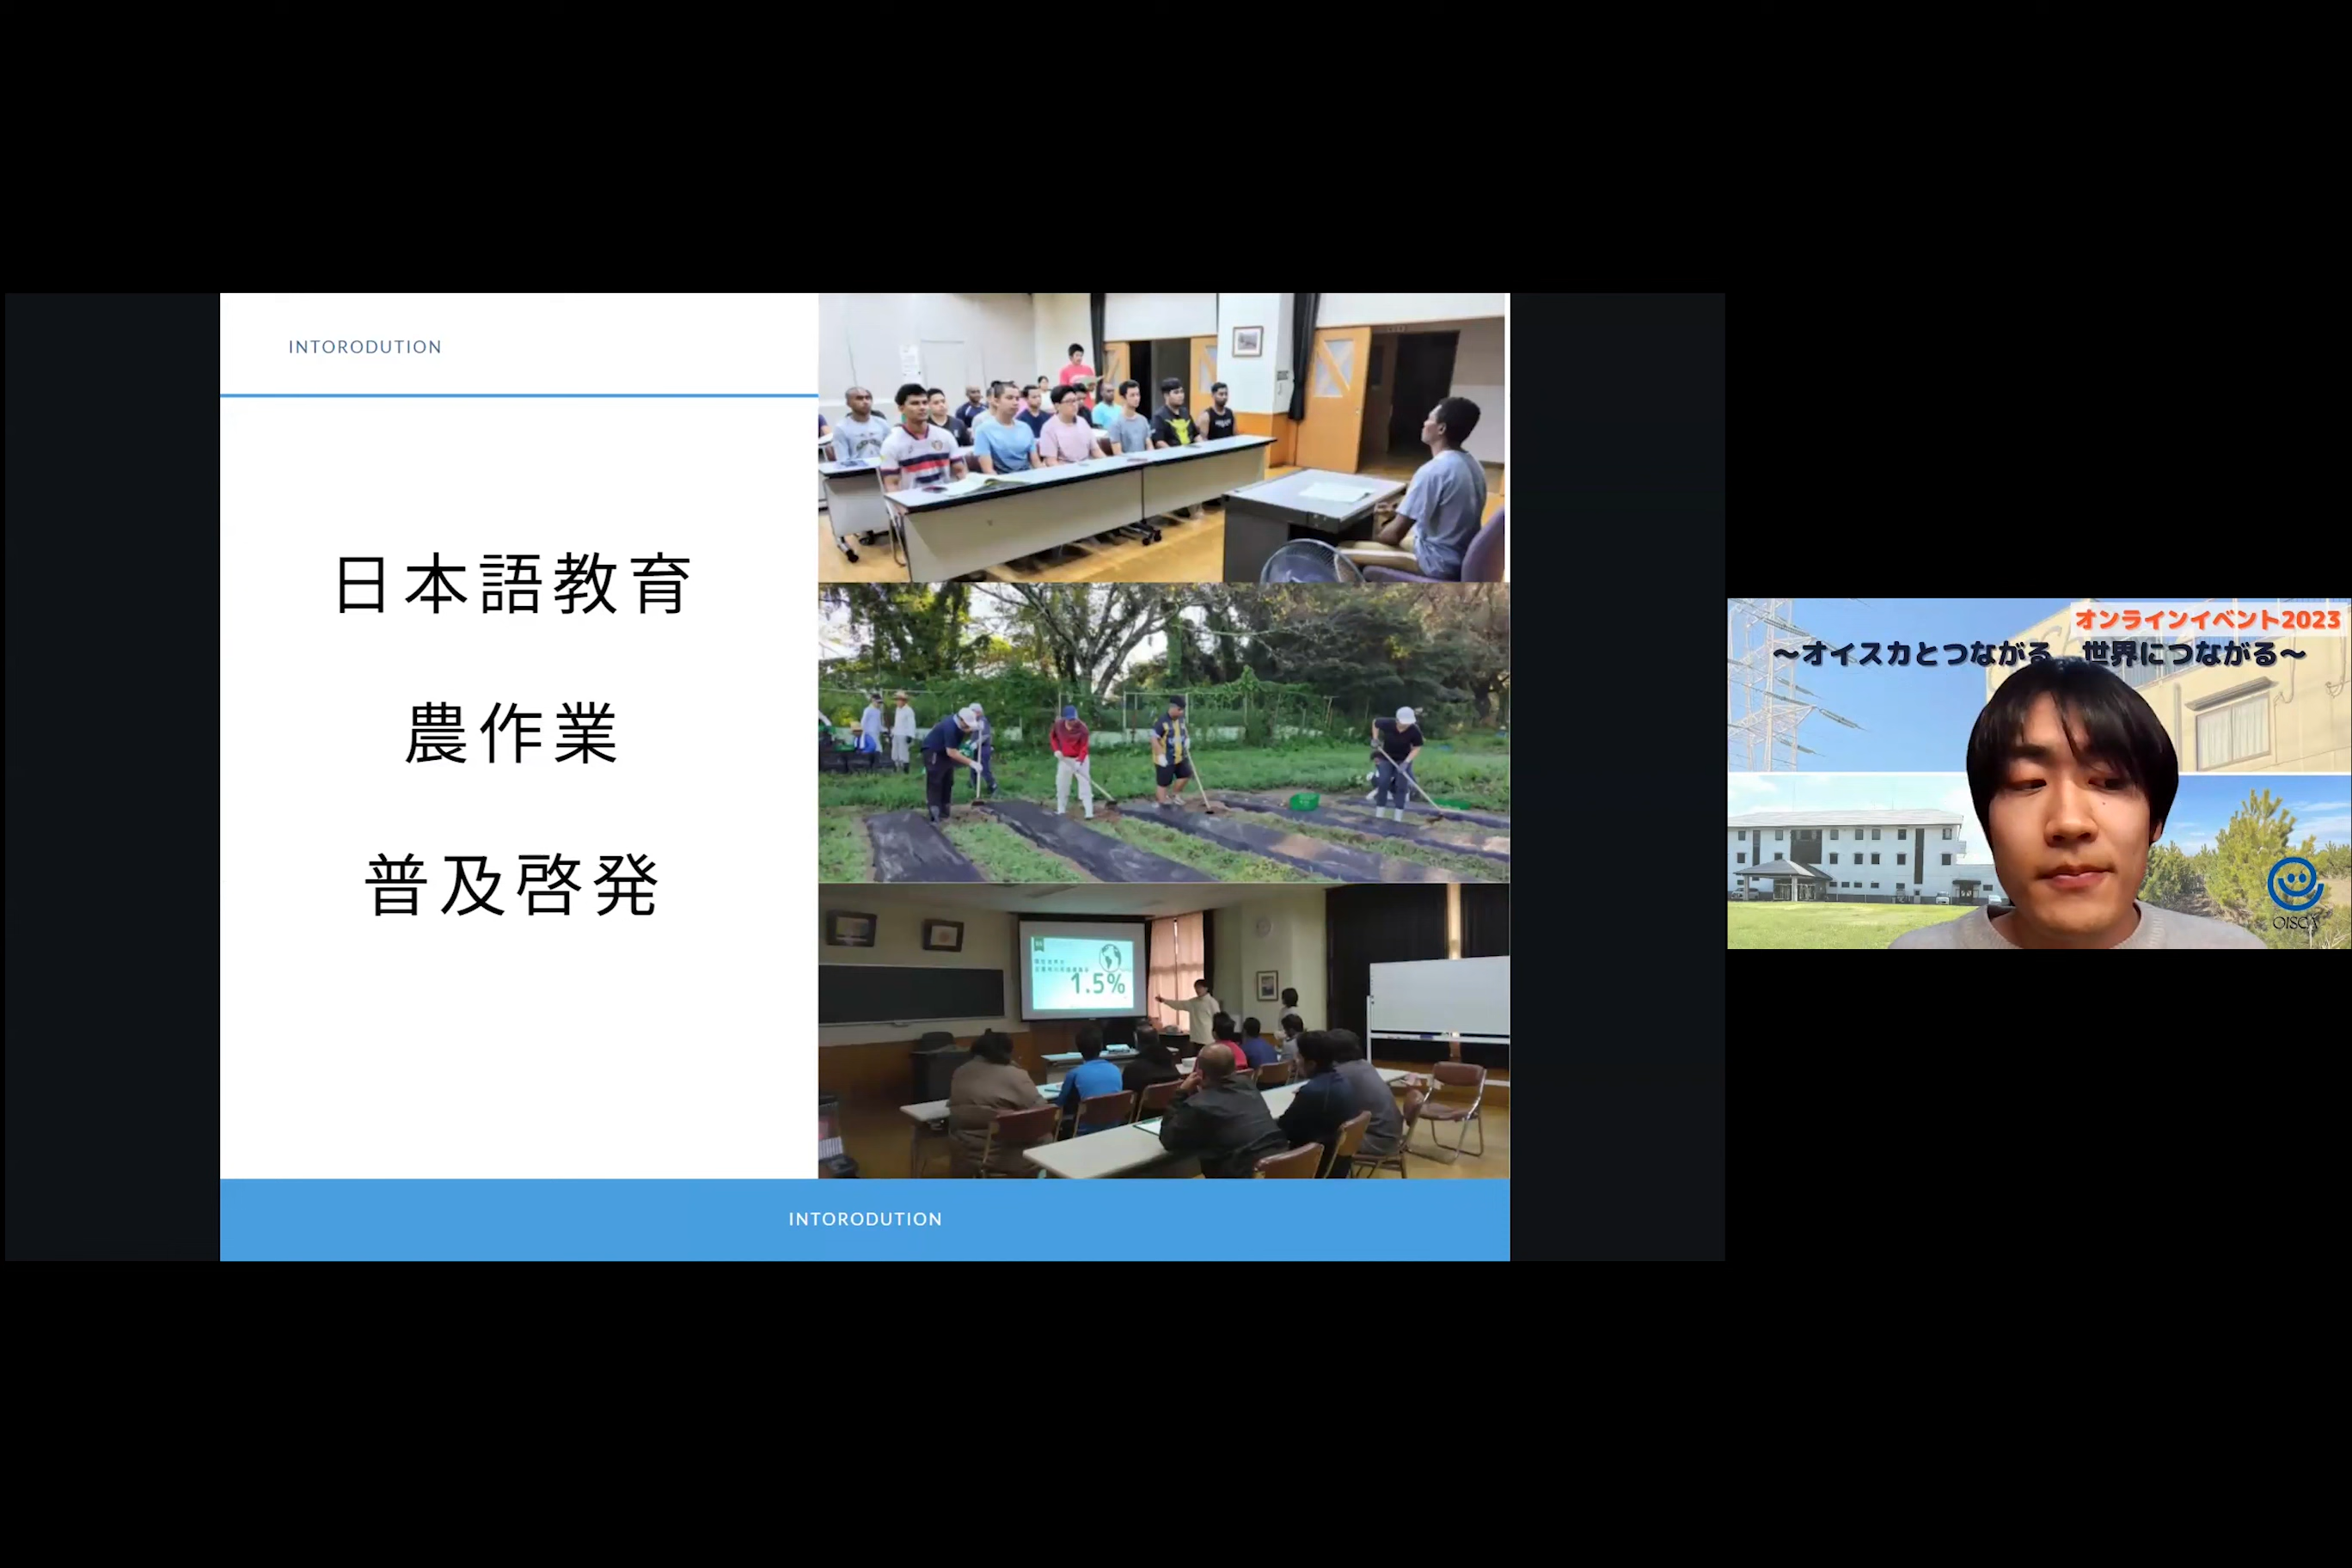 INTORODUTION
日本語教育
農作業
普及啓発
1.5%
INTORODUTION
オンラインイベント2023
～オイスカとつながる 世界につながる～
OISCA